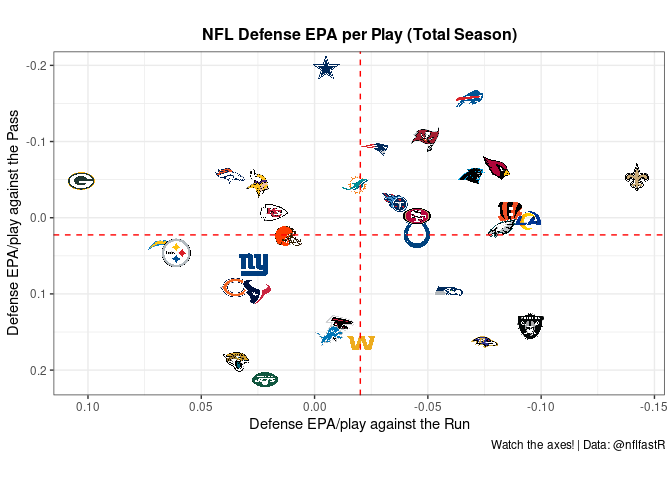 NFL Defense EPA per Play (Total Season)
Defense EPA/play against the Pass
-0.2
-0.1
0.0
0.1
0.2
KC
ny
W
0.10
0.05
0.00
-0.05
-0.10
-0.15
Defense EPA/play against the Run
Watch the axes! | Data: @nflfastR